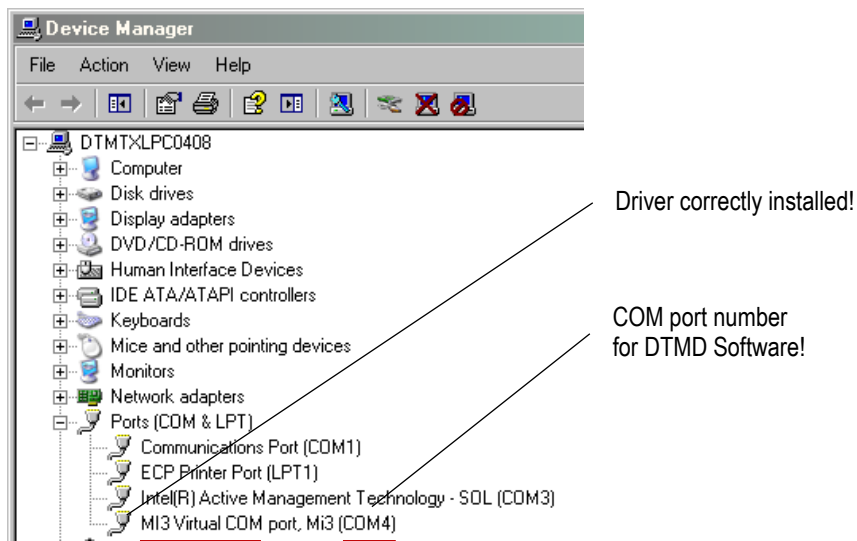 Device Manager
File Action View Help
DTMTXLPC0408
Computer
Disk drives
Display adapters
DVD/CD-ROM drives
Human Interface Devices
IDE ATA/ATAPI controllers
Keyboards
Mice and other pointing devices
Monitors
Network adapters
Ports (COM & LPT)
Communications Port (COM1)
ECP Printer Port (LPT1)
Intel(R) Active Management Technology - SOL (COM3)
MI3 Virtual COM port, Mi3 (COM4)
Driver correctly installed!
COM port number
for DTMD Software!